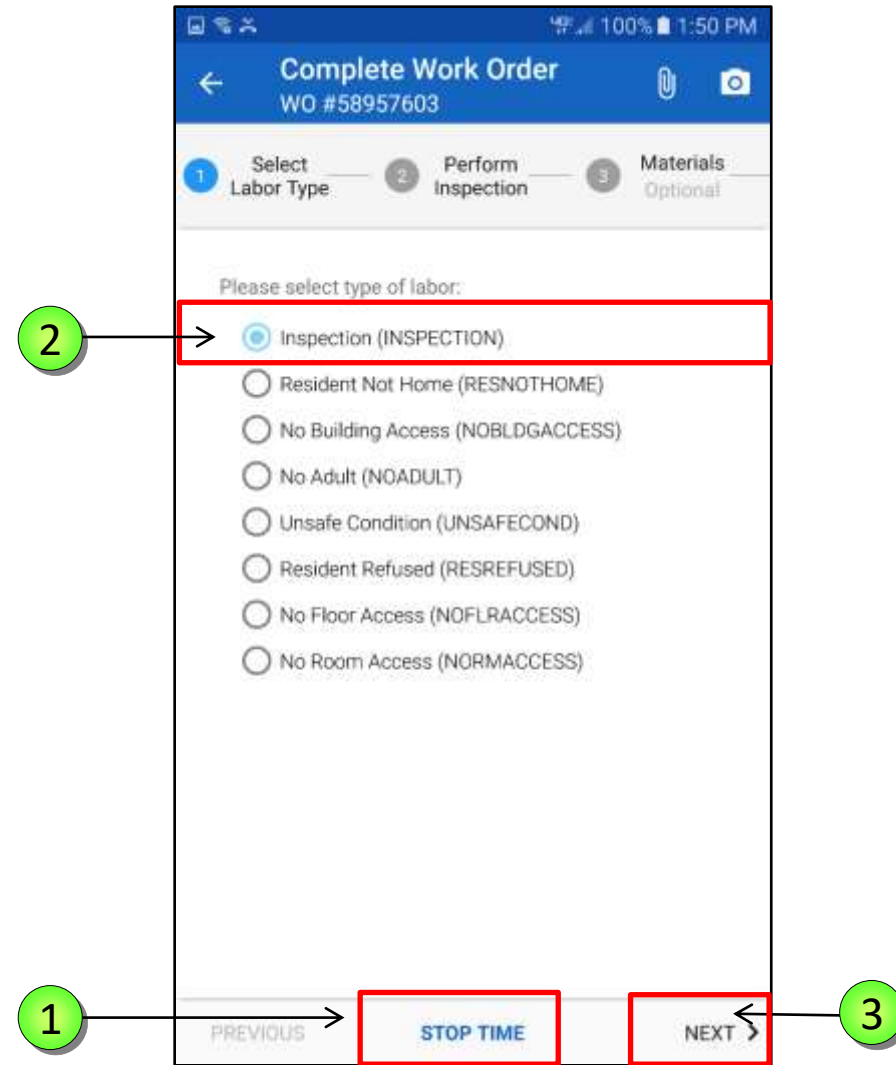 100% 1:50 PM
Complete Work Order
WO #58957603
1 Select Labor Type
2 Perform Inspection
3 Materials Optional
Please select type of labor:
2
Inspection (INSPECTION)
Resident Not Home (RESNOTHOME)
No Building Access (NOBLDGACCESS)
No Adult (NOADULT)
Unsafe Condition (UNSAFECOND)
Resident Refused (RESREFUSED)
No Floor Access (NOFLRACCESS)
No Room Access (NORMACCESS)
1
PREVIOUS
STOP TIME
NEXT
3